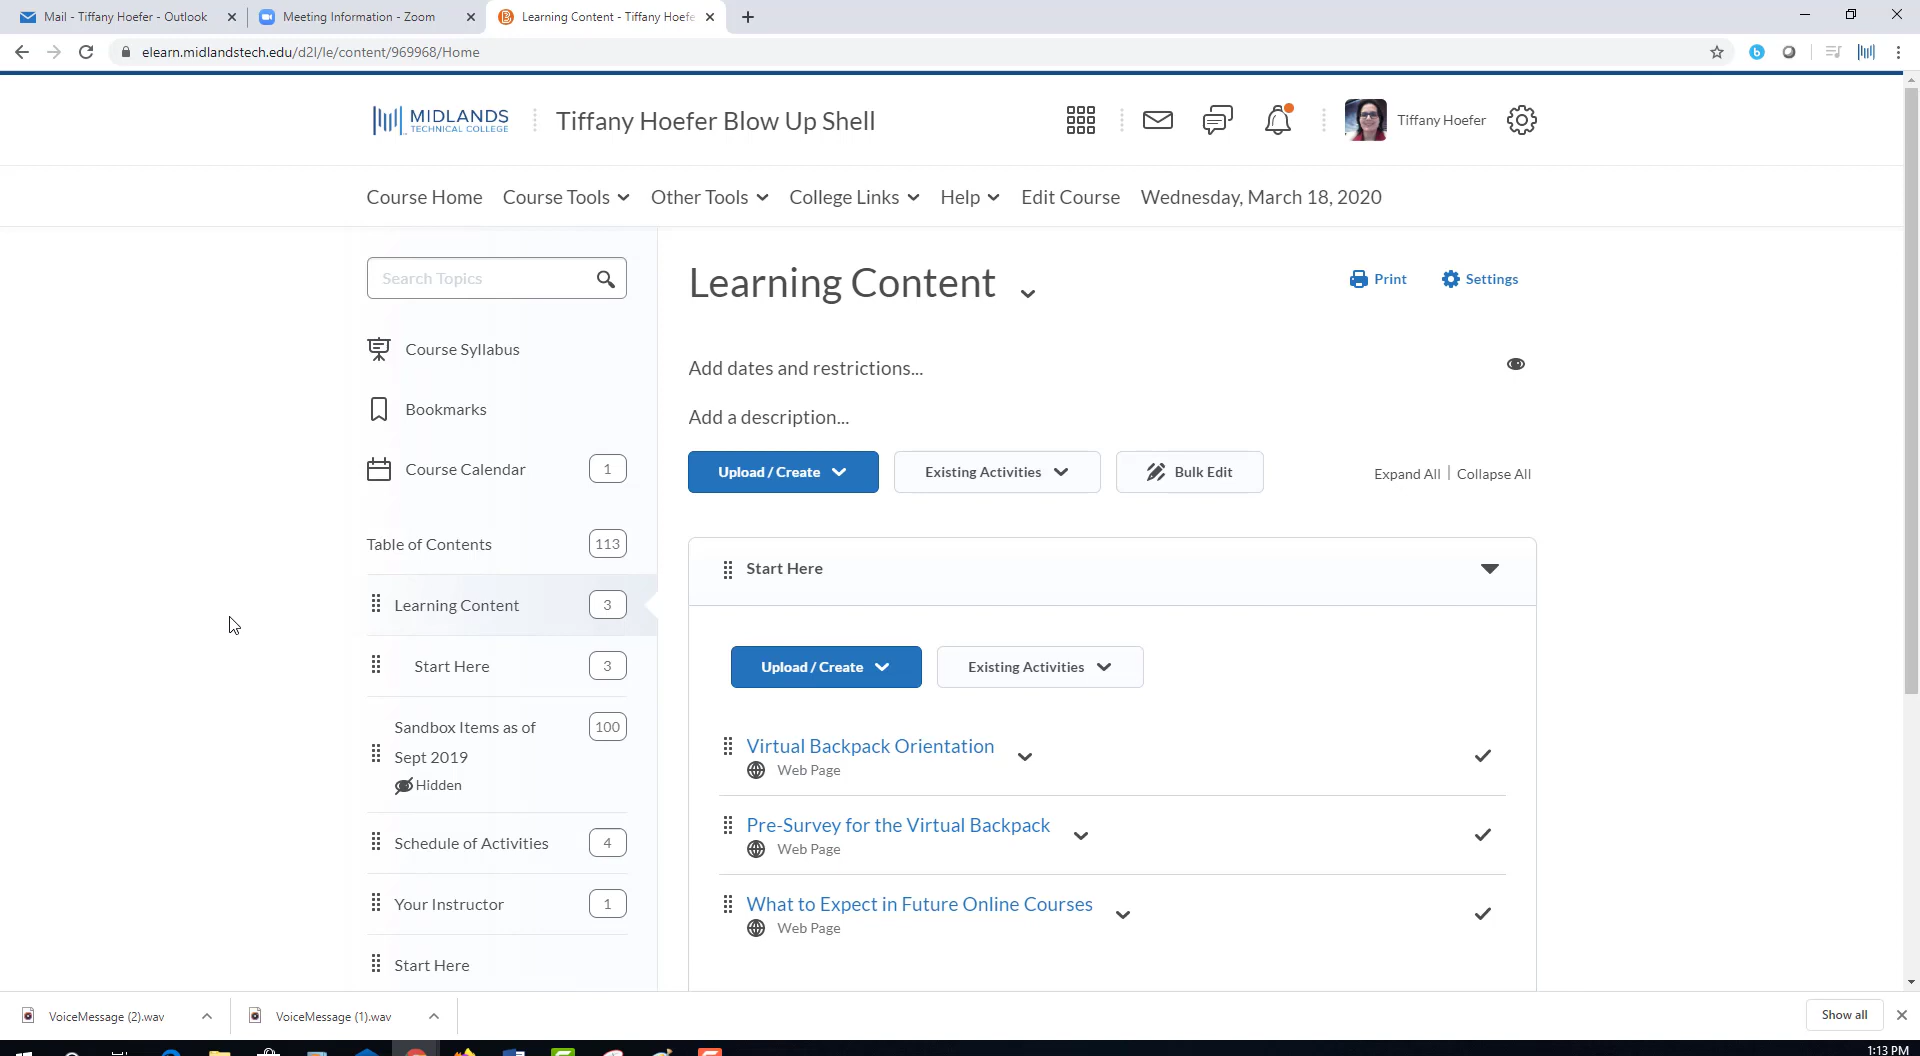 Mail - Tiffany Hoefer - Outlook
Meeting Information - Zoom
Learning Content - Tiffany Hoefe
elearn.midlandstech.edu/d2l/le/content/969968/Home
MIDLANDS
TECHNICAL COLLEGE
Tiffany Hoefer Blow Up Shell
Tiffany Hoefer
Course Home
Course Tools
Other Tools
College Links
Help
Edit Course
Wednesday, March 18, 2020
Search Topics
Course Syllabus
Bookmarks
Course Calendar
1
Table of Contents
113
Learning Content
3
Start Here
3
Sandbox Items as of
Sept 2019
100
Hidden
Schedule of Activities
4
Your Instructor
1
Start Here
Learning Content
Print
Settings
Add dates and restrictions...
Add a description...
Upload / Create
Existing Activities
Bulk Edit
Expand All | Collapse All
Start Here
Upload / Create
Existing Activities
Virtual Backpack Orientation
Web Page
Pre-Survey for the Virtual Backpack
Web Page
What to Expect in Future Online Courses
Web Page
VoiceMessage (2).wav
VoiceMessage (1).wav
Show all
1:13 PM